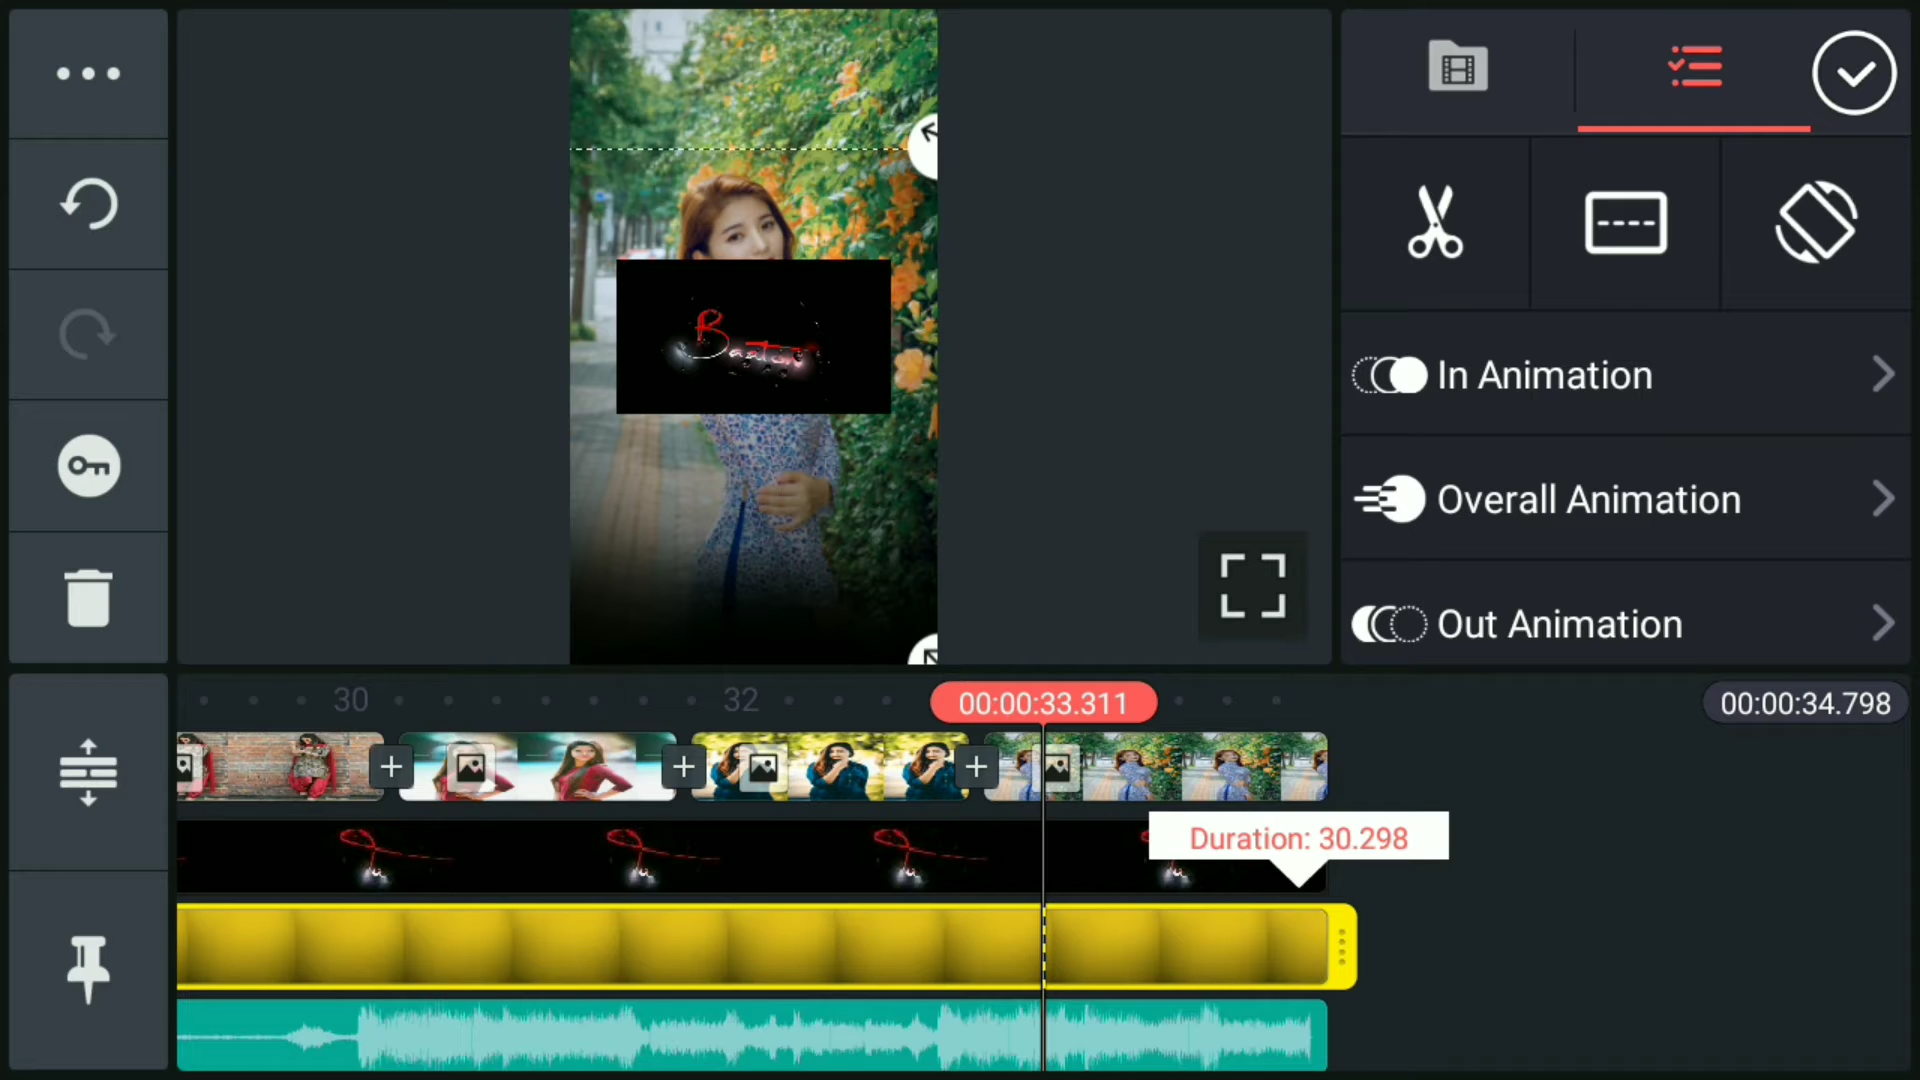 Baaton
In Animation
Overall Animation
Out Animation
30
32
00:00:33.311
00:00:34.798
Duration: 30.298